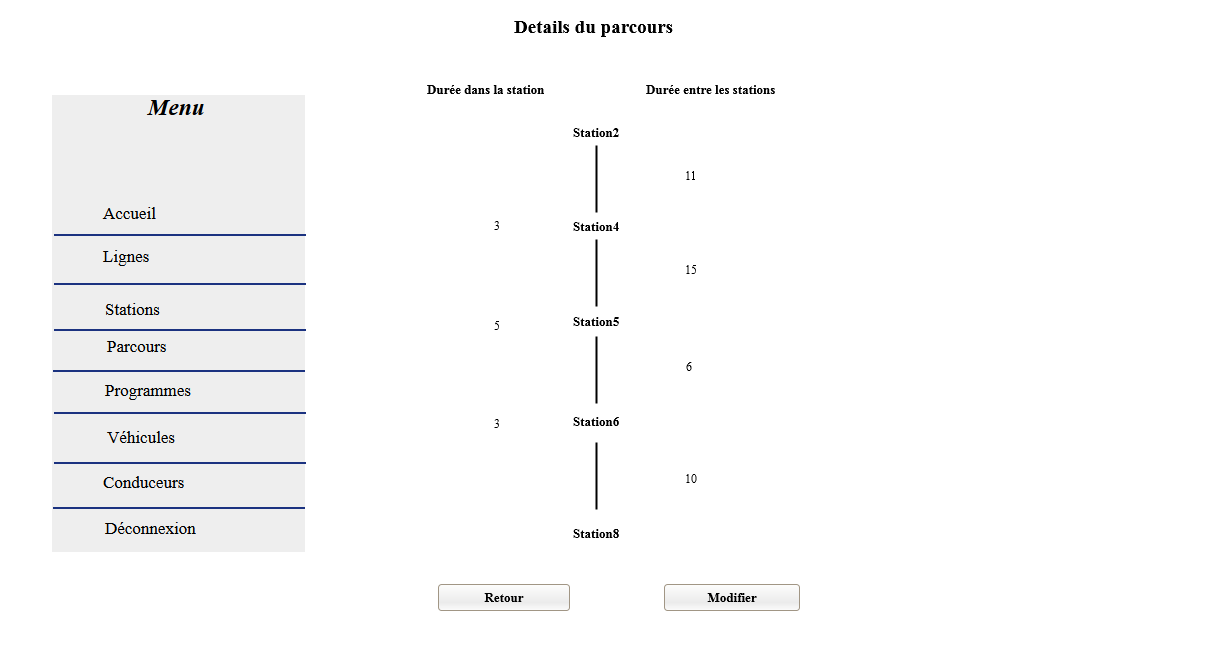 Details du parcours
Menu
Accueil
Lignes
Stations
Parcours
Programmes
Véhicules
Conduceurs
Déconnexion
Durée dans la station
Durée entre les stations
Station2
11
3
Station4
15
5
Station5
6
3
Station6
10
Station8
Retour
Modifier